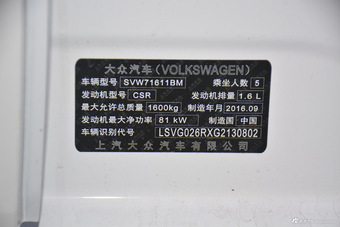 大众汽车(VOLKSWAGEN)
车辆型号 SVW71611BM 乘坐人数 5
发动机型号 CSR 发动机排量 1.6 L
最大允许总质量 1600kg 制造年月 2016.09
发动机最大净功率 81 kW 制造国 中国
车辆识别代号 LSVG026RXG2130802
上汽大众汽车有限公司